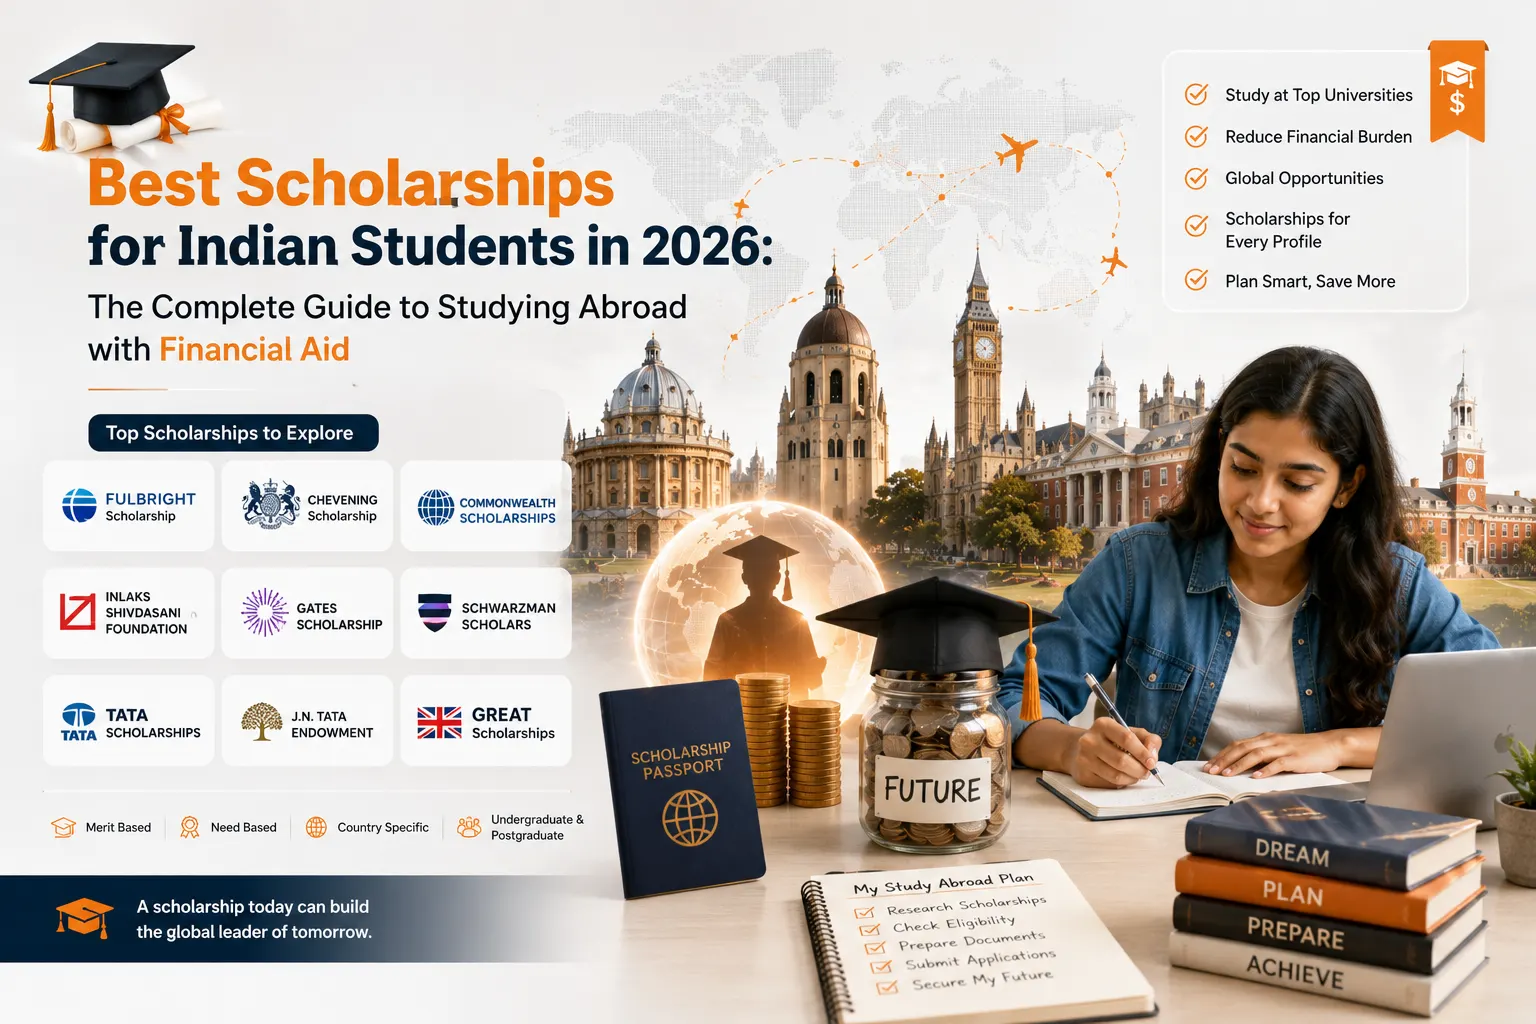 Best Scholarships
for Indian Students in 2026:
The Complete Guide to Studying Abroad
with Financial Aid
Top Scholarships to Explore
FULBRIGHT
Scholarship
CHEVENING
Scholarship
COMMONWEALTH
SCHOLARSHIPS
INLAKS
SHIVDASANI
FOUNDATION
GATES
SCHOLARSHIP
SCHWARZMAN
SCHOLARS
TATA
TATA
SCHOLARSHIPS
J.N. TATA
ENDOWMENT
GREAT
Scholarships
Merit Based
Need Based
Country Specific
Undergraduate &
Postgraduate
A scholarship today can build
the global leader of tomorrow.
$
Study at Top Universities
Reduce Financial Burden
Global Opportunities
Scholarships for
Every Profile
Plan Smart, Save More
SCHOLARSHIP
PASSPORT
FUTURE
My Study Abroad Plan
Research Scholarships
Check Eligibility
Prepare Documents
Submit Applications
Secure My Future
DREAM
PLAN
PREPARE
ACHIEVE